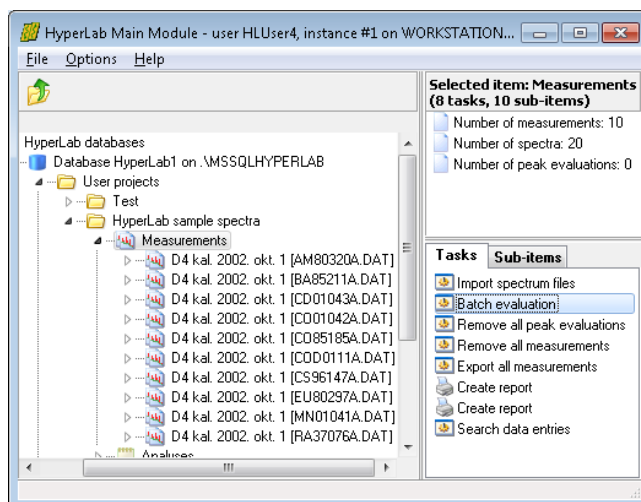 HyperLab Main Module - user HLUser4, instance #1 on WORKSTATION...
File Options Help
HyperLab databases
Database HyperLab1 on .\MSSQLHYPERLAB
User projects
Test
HyperLab sample spectra
Measurements
D4 kal. 2002. okt. 1 [AM80320A.DAT]
D4 kal. 2002. okt. 1 [BA85211A.DAT]
D4 kal. 2002. okt. 1 [CD01043A.DAT]
D4 kal. 2002. okt. 1 [CO01042A.DAT]
D4 kal. 2002. okt. 1 [CO85185A.DAT]
D4 kal. 2002. okt. 1 [COD0111A.DAT]
D4 kal. 2002. okt. 1 [CS96147A.DAT]
D4 kal. 2002. okt. 1 [EU80297A.DAT]
D4 kal. 2002. okt. 1 [MN01041A.DAT]
D4 kal. 2002. okt. 1 [RA37076A.DAT]
Analyses
Selected item: Measurements
(8 tasks, 10 sub-items)
Number of measurements: 10
Number of spectra: 20
Number of peak evaluations: 0
Tasks Sub-items
Import spectrum files
Batch evaluation
Remove all peak evaluations
Remove all measurements
Export all measurements
Create report
Create report
Search data entries